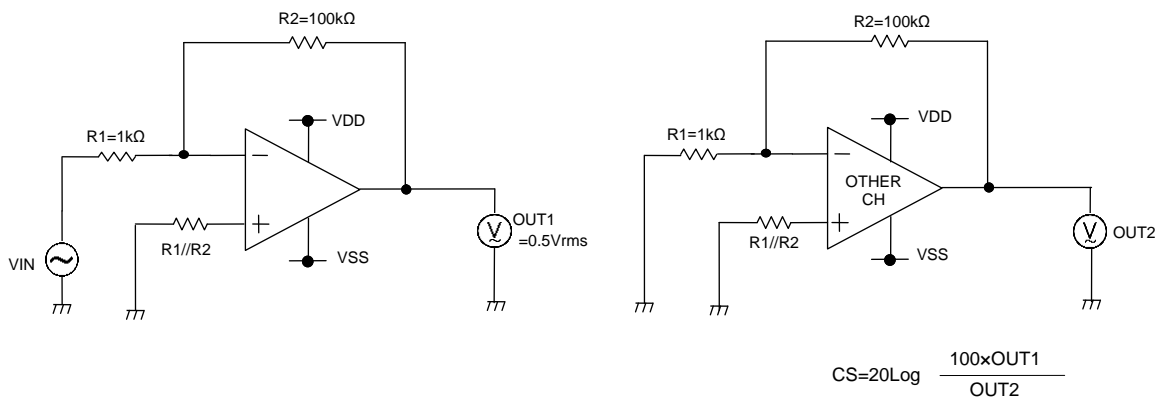 R2=100kΩ
VDD
R1=1kΩ
−
+
R1//R2
VSS
VIN
OUT1
=0.5Vrms
V
R2=100kΩ
VDD
R1=1kΩ
−
OTHER
CH
+
R1//R2
VSS
V
OUT2
CS=20Log 100×OUT1
OUT2